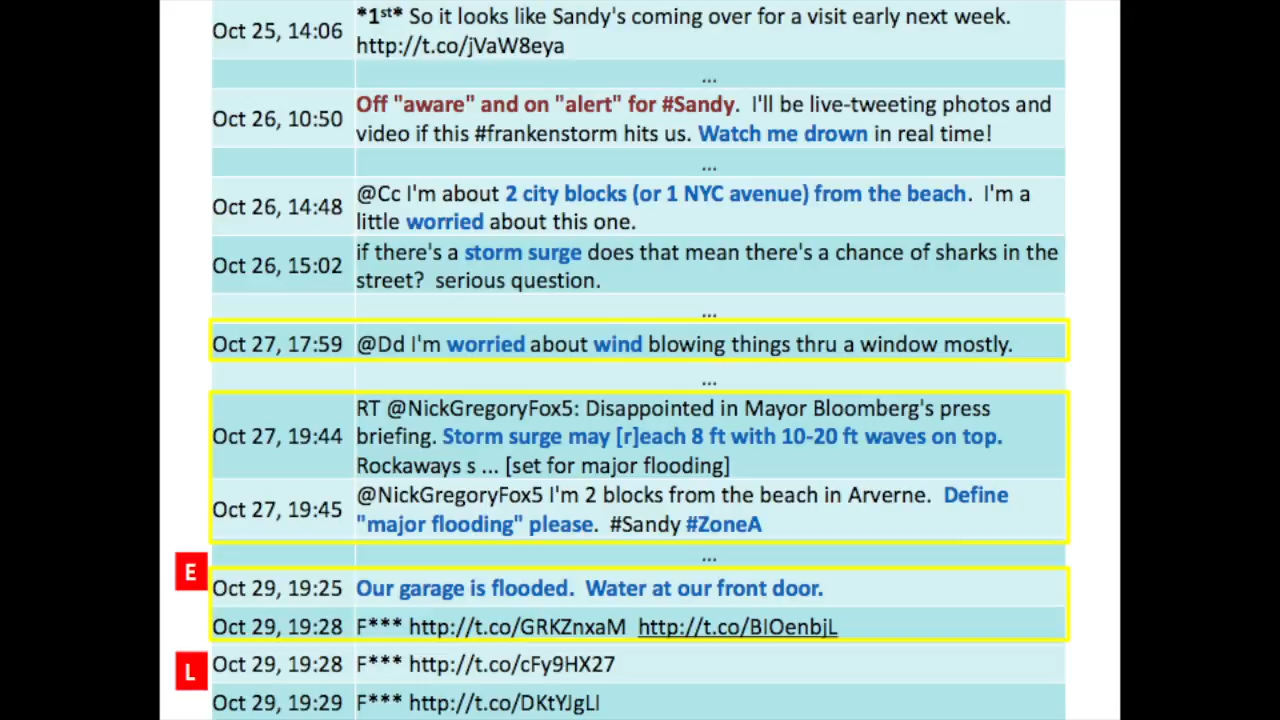 Oct 25, 14:06
*1st* So it looks like Sandy's coming over for a visit early next week.
http://t.co/jVaW8eya
...
Oct 26, 10:50
Off "aware" and on "alert" for #Sandy. I'll be live-tweeting photos and
video if this #frankenstorm hits us. Watch me drown in real time!
...
Oct 26, 14:48
@Cc I'm about 2 city blocks (or 1 NYC avenue) from the beach. I'm a
little worried about this one.
Oct 26, 15:02
if there's a storm surge does that mean there's a chance of sharks in the
street? serious question.
...
Oct 27, 17:59
@Dd I'm worried about wind blowing things thru a window mostly.
...
Oct 27, 19:44
RT @NickGregoryFox5: Disappointed in Mayor Bloomberg's press
briefing. Storm surge may [r]each 8 ft with 10-20 ft waves on top.
Rockaways s ... [set for major flooding]
Oct 27, 19:45
@NickGregoryFox5 I'm 2 blocks from the beach in Arverne. Define
"major flooding" please. #Sandy #ZoneA
...
E
Oct 29, 19:25
Our garage is flooded. Water at our front door.
Oct 29, 19:28
F*** http://t.co/GRKZnxaM http://t.co/BIOenbjL
L
Oct 29, 19:28
F*** http://t.co/cFy9HX27
Oct 29, 19:29
F*** http://t.co/DKtYJgLI